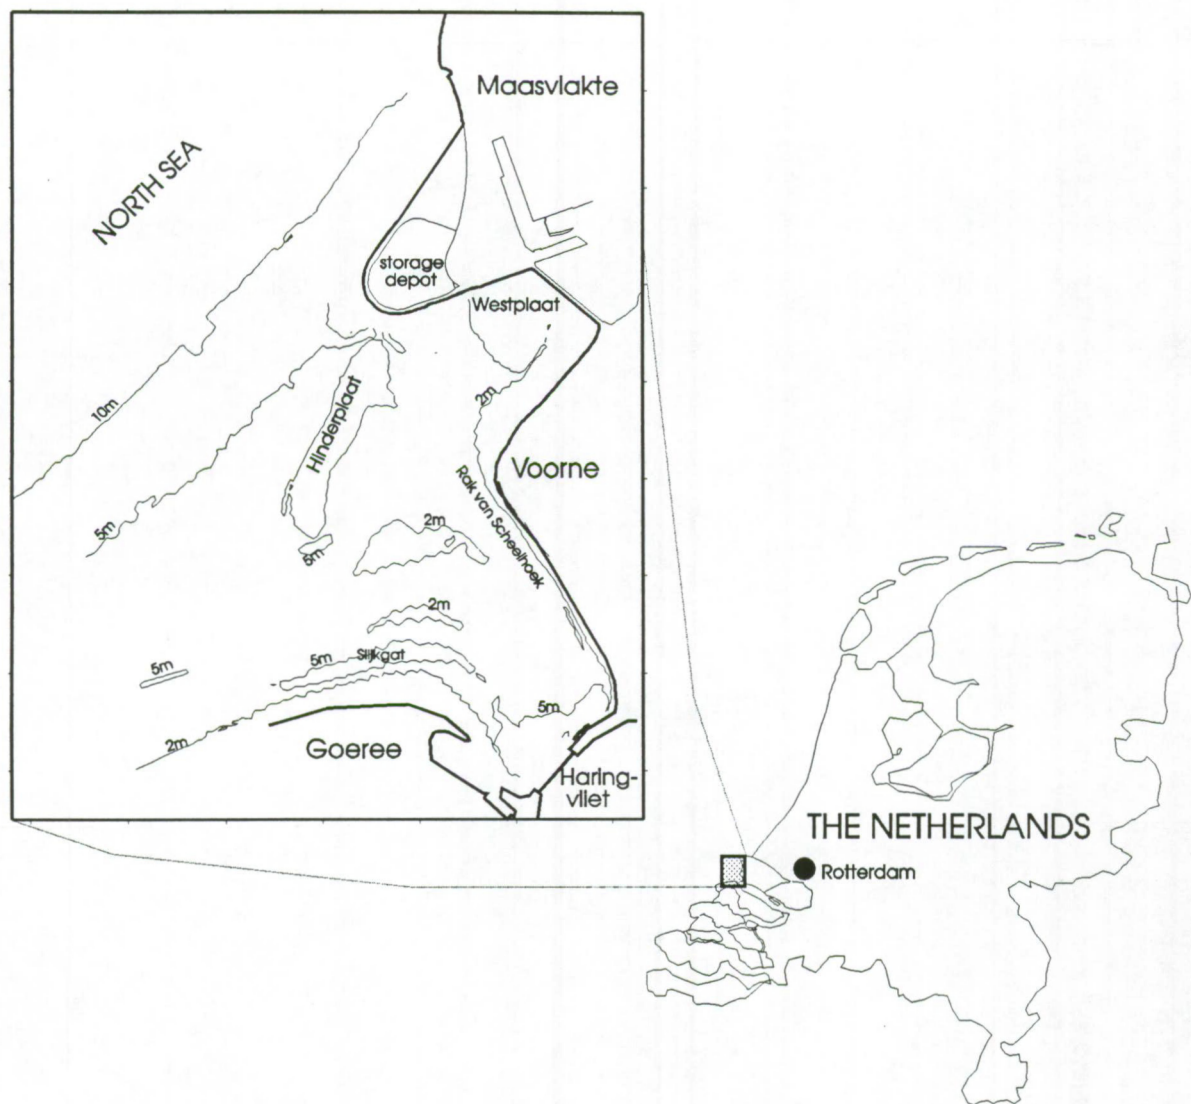 Maasvlakte
NORTH SEA
storage
depot
Westplaat
10m
Hinderplaat
2m
Voorne
Rak van Scheelhoek
5m
2m
5m
2m
5m
Slijkgat
5m
5m
2m
Goeree
Haring-
vliet
THE NETHERLANDS
Rotterdam